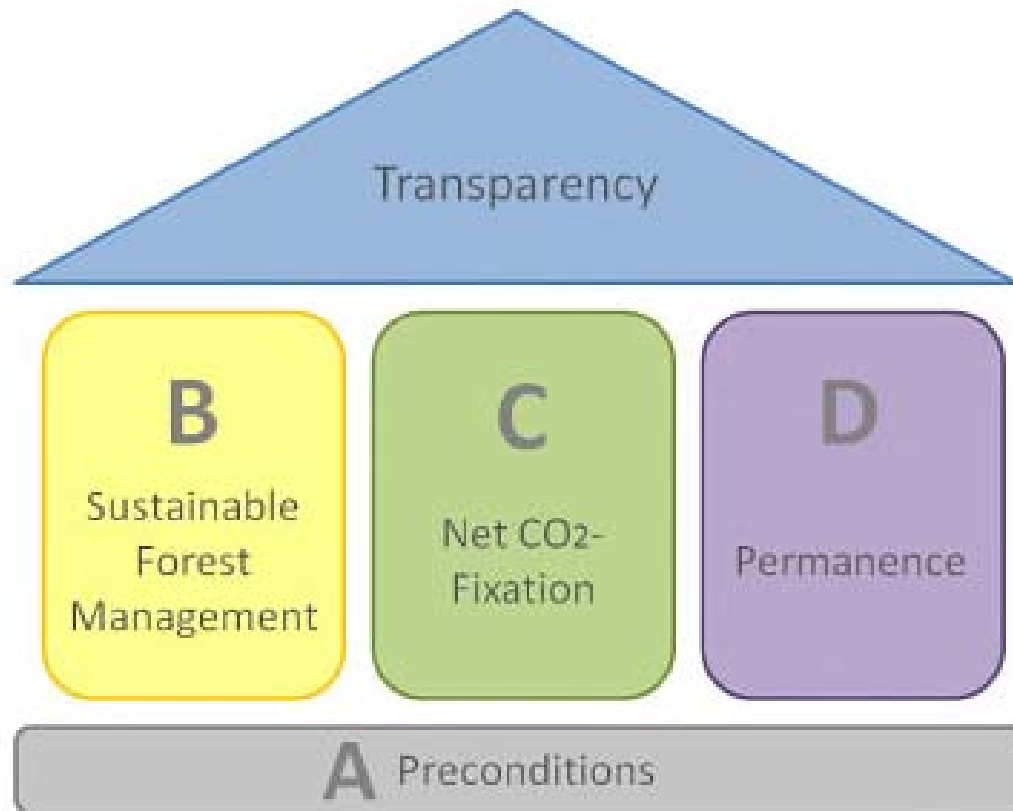 Transparency
B
Sustainable
Forest
Management
C
Net CO2-
Fixation
D
Permanence
A Preconditions